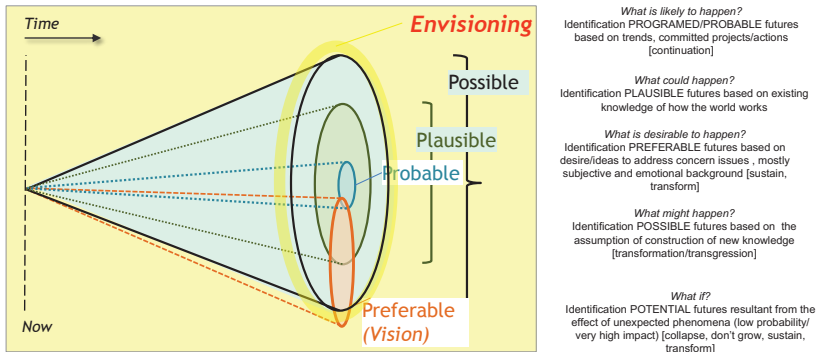 Time
Envisioning
Possible
Plausible
Probable
Preferable
(Vision)
Now
What is likely to happen?
Identification PROGRAMED/PROBABLE futures
based on trends, committed projects/actions
[continuation]
What could happen?
Identification PLAUSIBLE futures based on existing
knowledge of how the world works
What is desirable to happen?
Identification PREFERABLE futures based on
desire/ideas to address concern issues , mostly
subjective and emotional background [sustain,
transform]
What might happen?
Identification POSSIBLE futures based on the
assumption of construction of new knowledge
[transformation/transgression]
What if?
Identification POTENTIAL futures resultant from the
effect of unexpected phenomena (low probability/
very high impact) [collapse, don't grow, sustain,
transform]